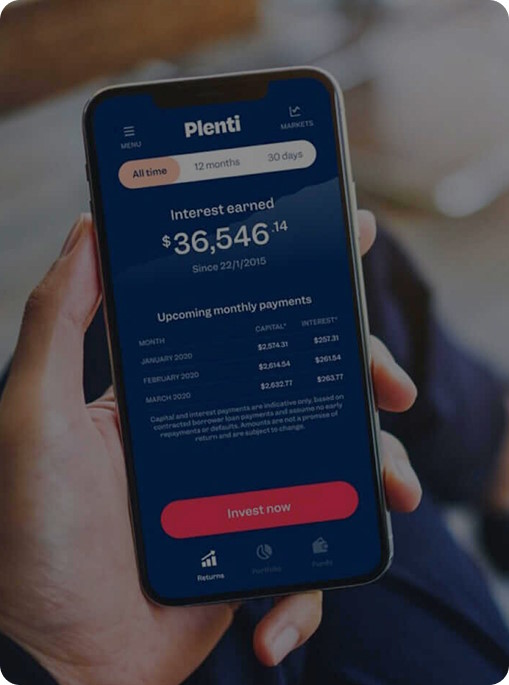 MENU
Plenti
MARKETS
All time 12 months 30 days
Interest earned
$36,546.14
Since 22/1/2015
Upcoming monthly payments
MONTH CAPITAL* INTEREST*
JANUARY 2020 $2,574.31 $257.31
FEBRUARY 2020 $2,614.54 $261.54
MARCH 2020 $2,632.77 $263.77
Capital and interest payments are indicative only, based on
contracted borrower loan payments and assume no early
repayments or defaults. Amounts are not a promise of
return and are subject to change.
Invest now
Returns Portfolio Funds